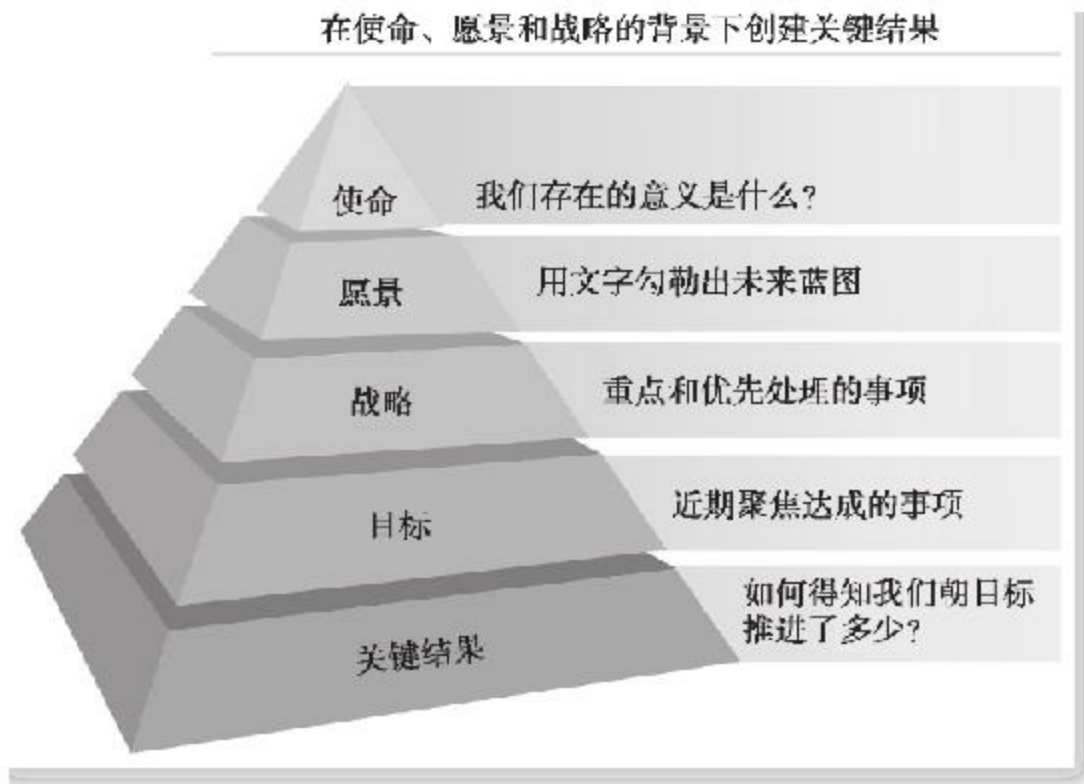 在使命、愿景和战略的背景下创建关键结果
使命
我们存在的意义是什么?
愿景
用文字勾勒出未来蓝图
战略
重点和优先处理的事项
目标
近期聚焦达成的事项
关键结果
如何得知我们朝目标
推进了多少?